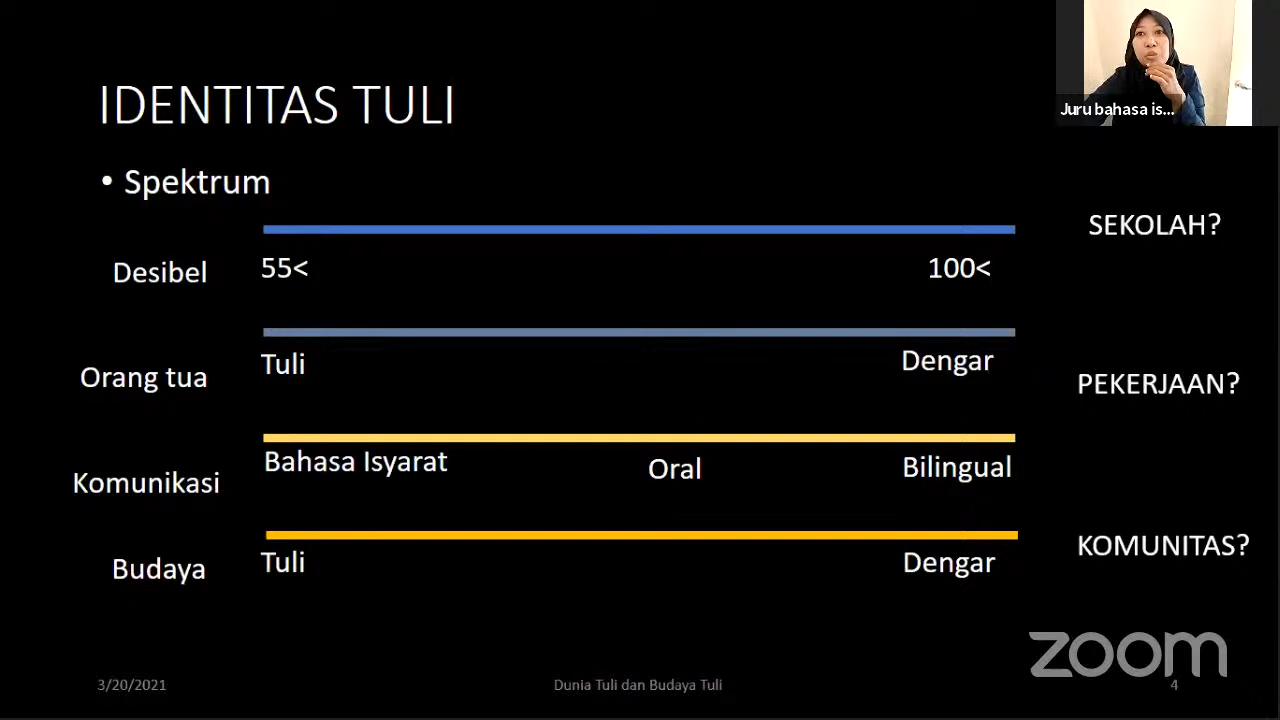 Juru bahasa is...
IDENTITAS TULI
• Spektrum
SEKOLAH?
Desibel 55< 100<
Orang tua Tuli Dengar
PEKERJAAN?
Komunikasi Bahasa Isyarat Oral Bilingual
KOMUNITAS?
Budaya Tuli Dengar
zoom
3/20/2021 Dunia Tuli dan Budaya Tuli 4